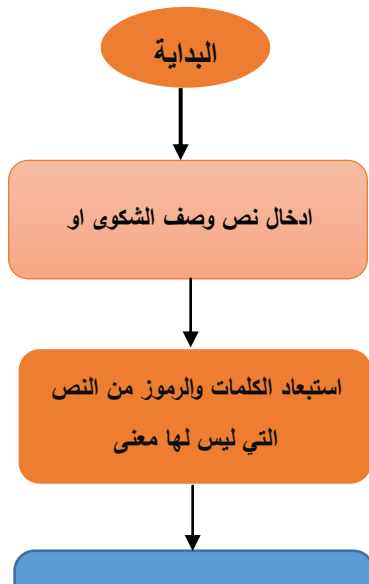 البداية
ادخال نص وصف الشكوى او
استبعاد الكلمات والرموز من النص
التي ليس لها معنى